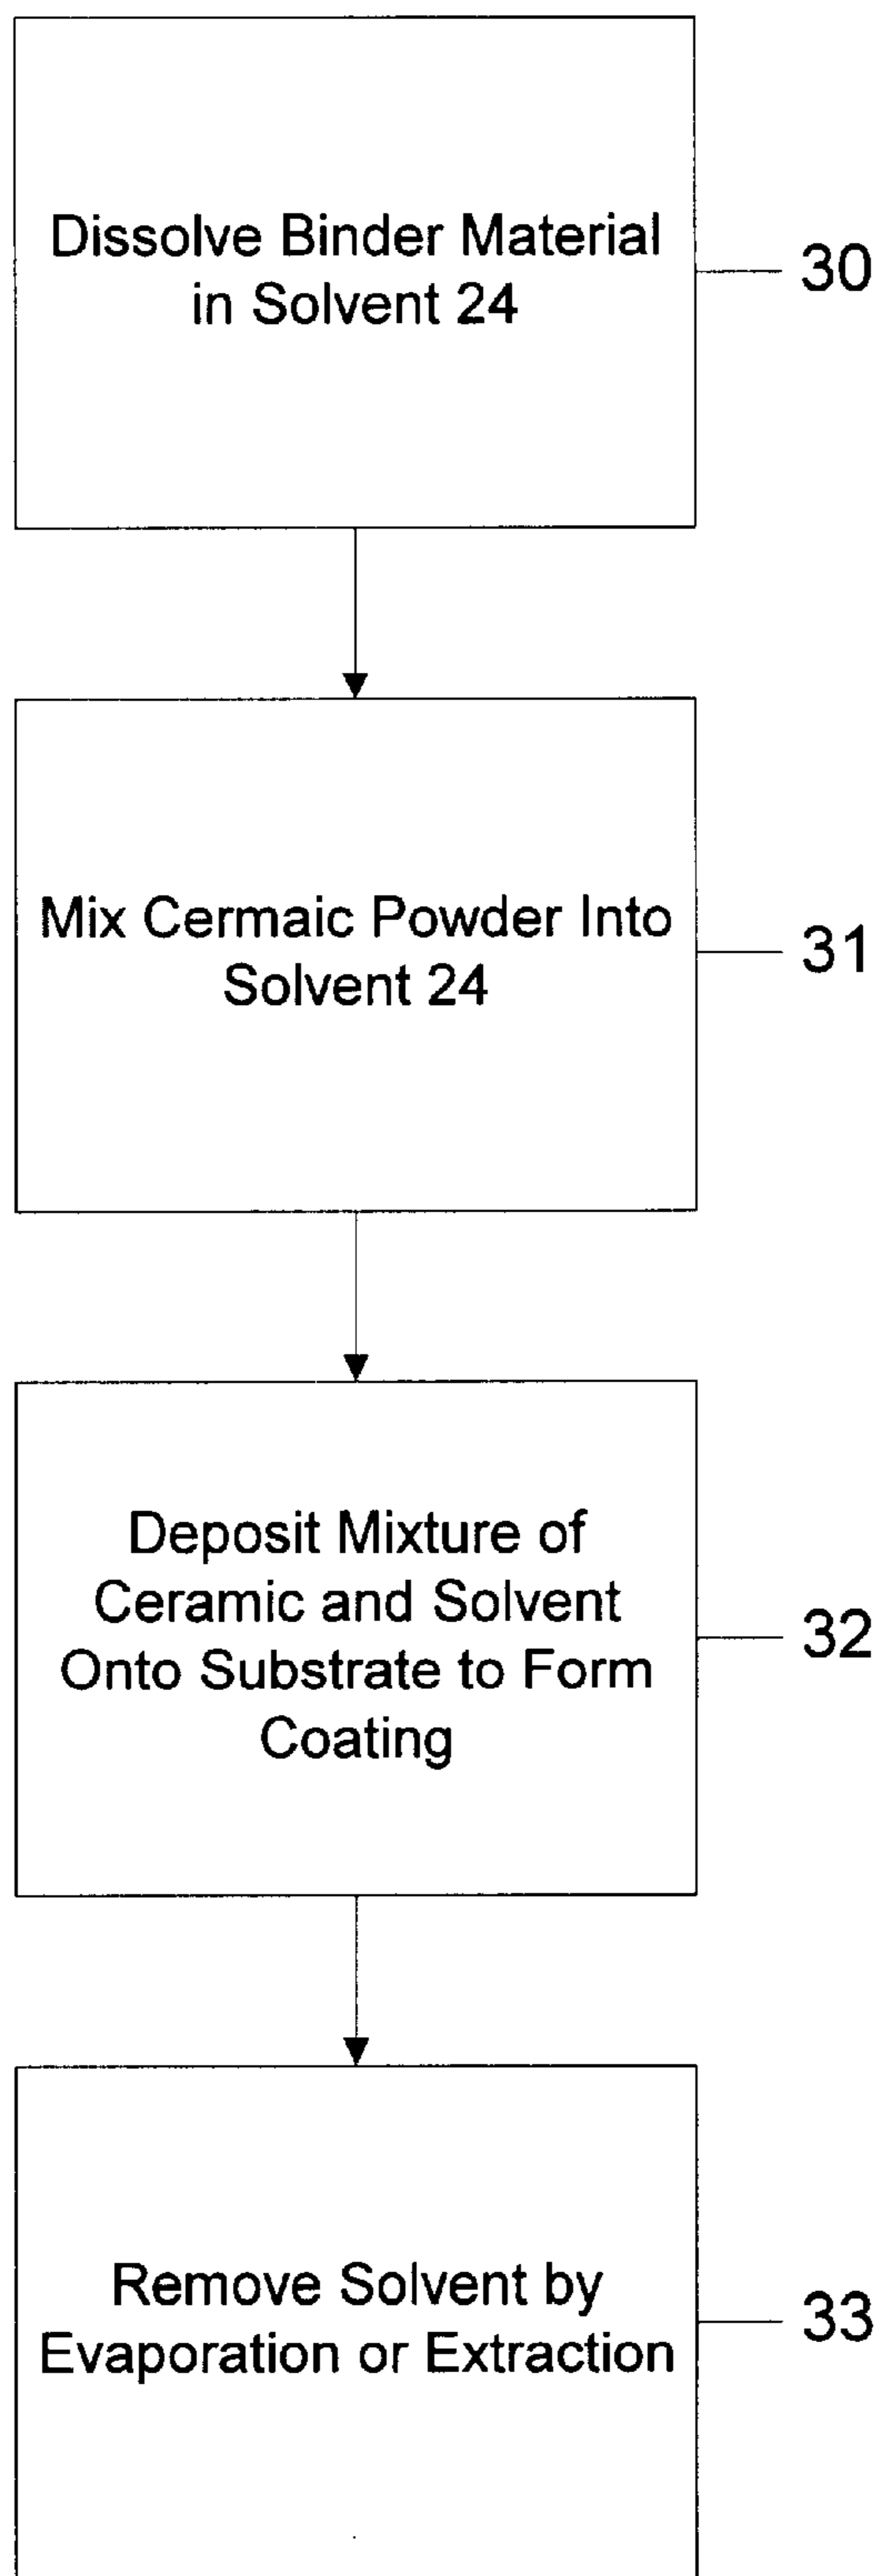 Dissolve Binder Material
in Solvent 24
30
Mix Cermaic Powder Into
Solvent 24
31
Deposit Mixture of
Ceramic and Solvent
Onto Substrate to Form
Coating
32
Remove Solvent by
Evaporation or Extraction
33